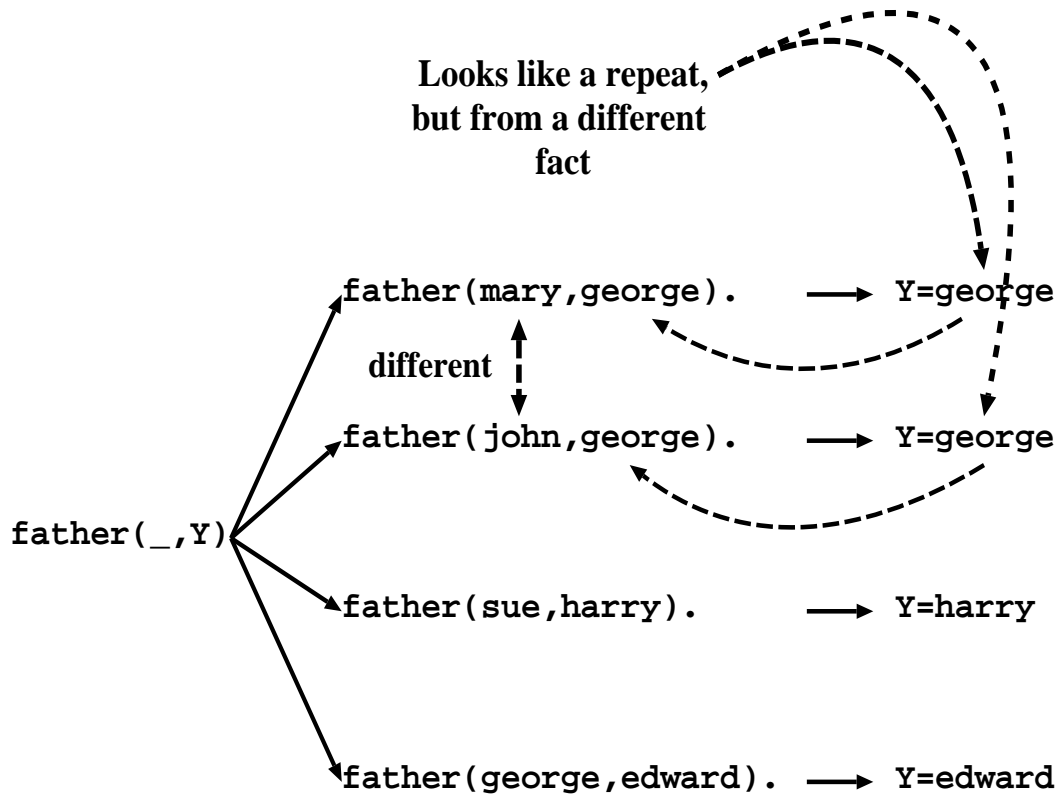 Looks like a repeat,
but from a different
fact
father(mary,george). Y=george
different
father(john,george). Y=george
father(_,Y)
father(sue,harry). Y=harry
father(george,edward). Y=edward